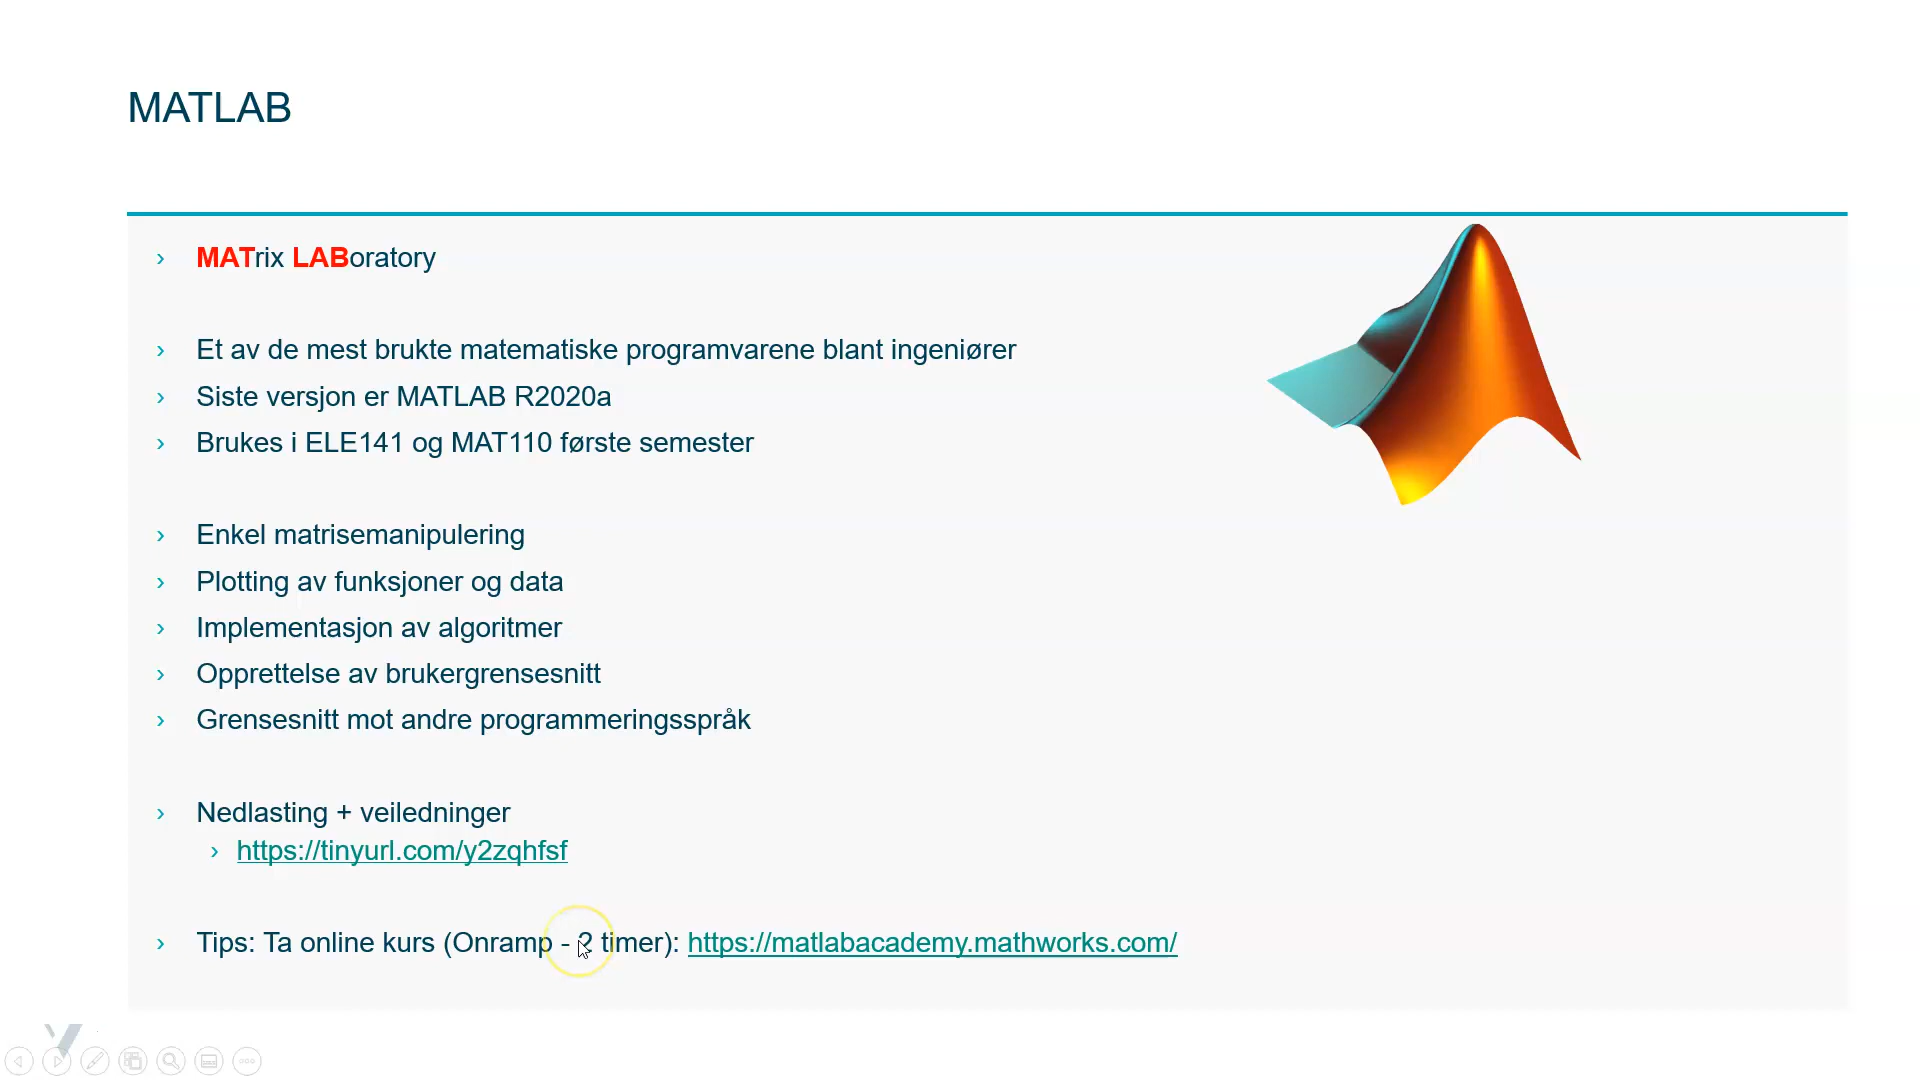 MATLAB
MATrix LABoratory
Et av de mest brukte matematiske programvarene blant ingeniører
Siste versjon er MATLAB R2020a
Brukes i ELE141 og MAT110 første semester
Enkel matrisemanipulering
Plotting av funksjoner og data
Implementasjon av algoritmer
Opprettelse av brukergrensesnitt
Grensesnitt mot andre programmeringsspråk
Nedlasting + veiledninger
https://tinyurl.com/y2zqhfsf
Tips: Ta online kurs (Onramp - 2 timer): https://matlabacademy.mathworks.com/